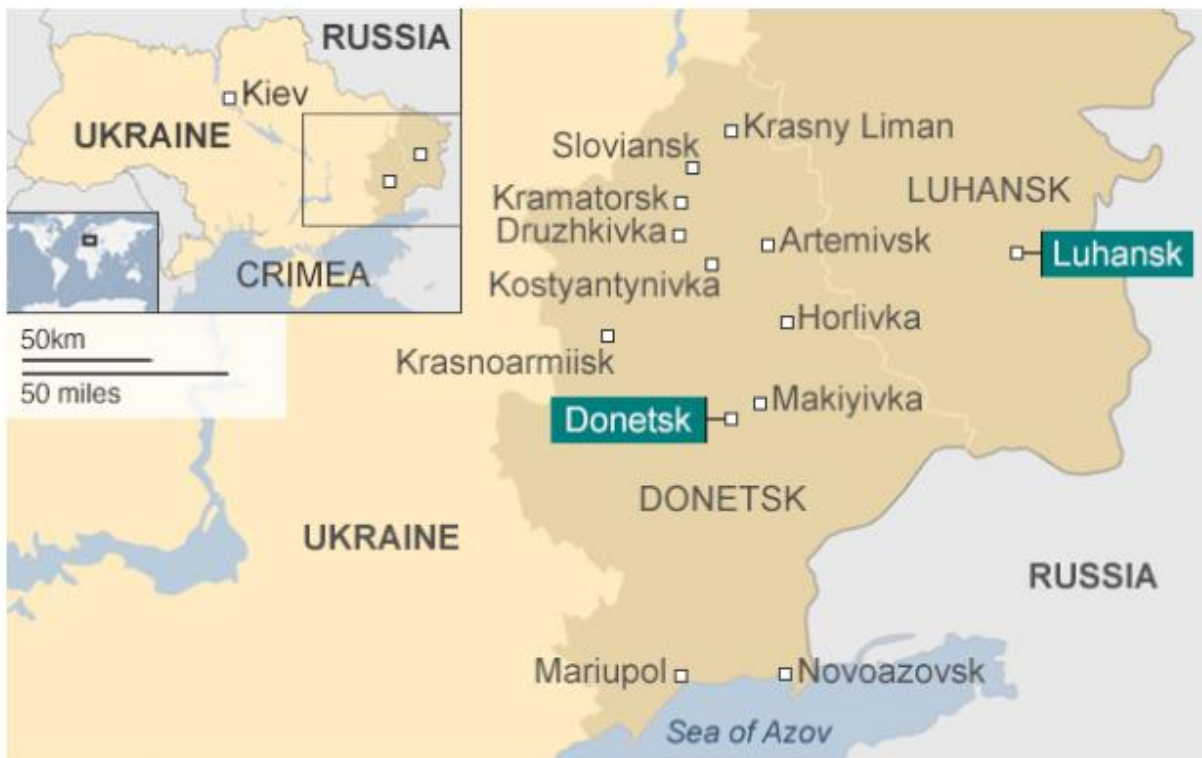 RUSSIA
Kiev
UKRAINE
CRIMEA
50km
50 miles
Krasny Liman
Sloviansk
LUHANSK
Kramatorsk
Druzhkivka
Artemivsk
Luhansk
Kostyantynivka
Horlivka
Krasnoarmiisk
Makiyivka
Donetsk
DONETSK
UKRAINE
RUSSIA
Mariupol
Novoazovsk
Sea of Azov